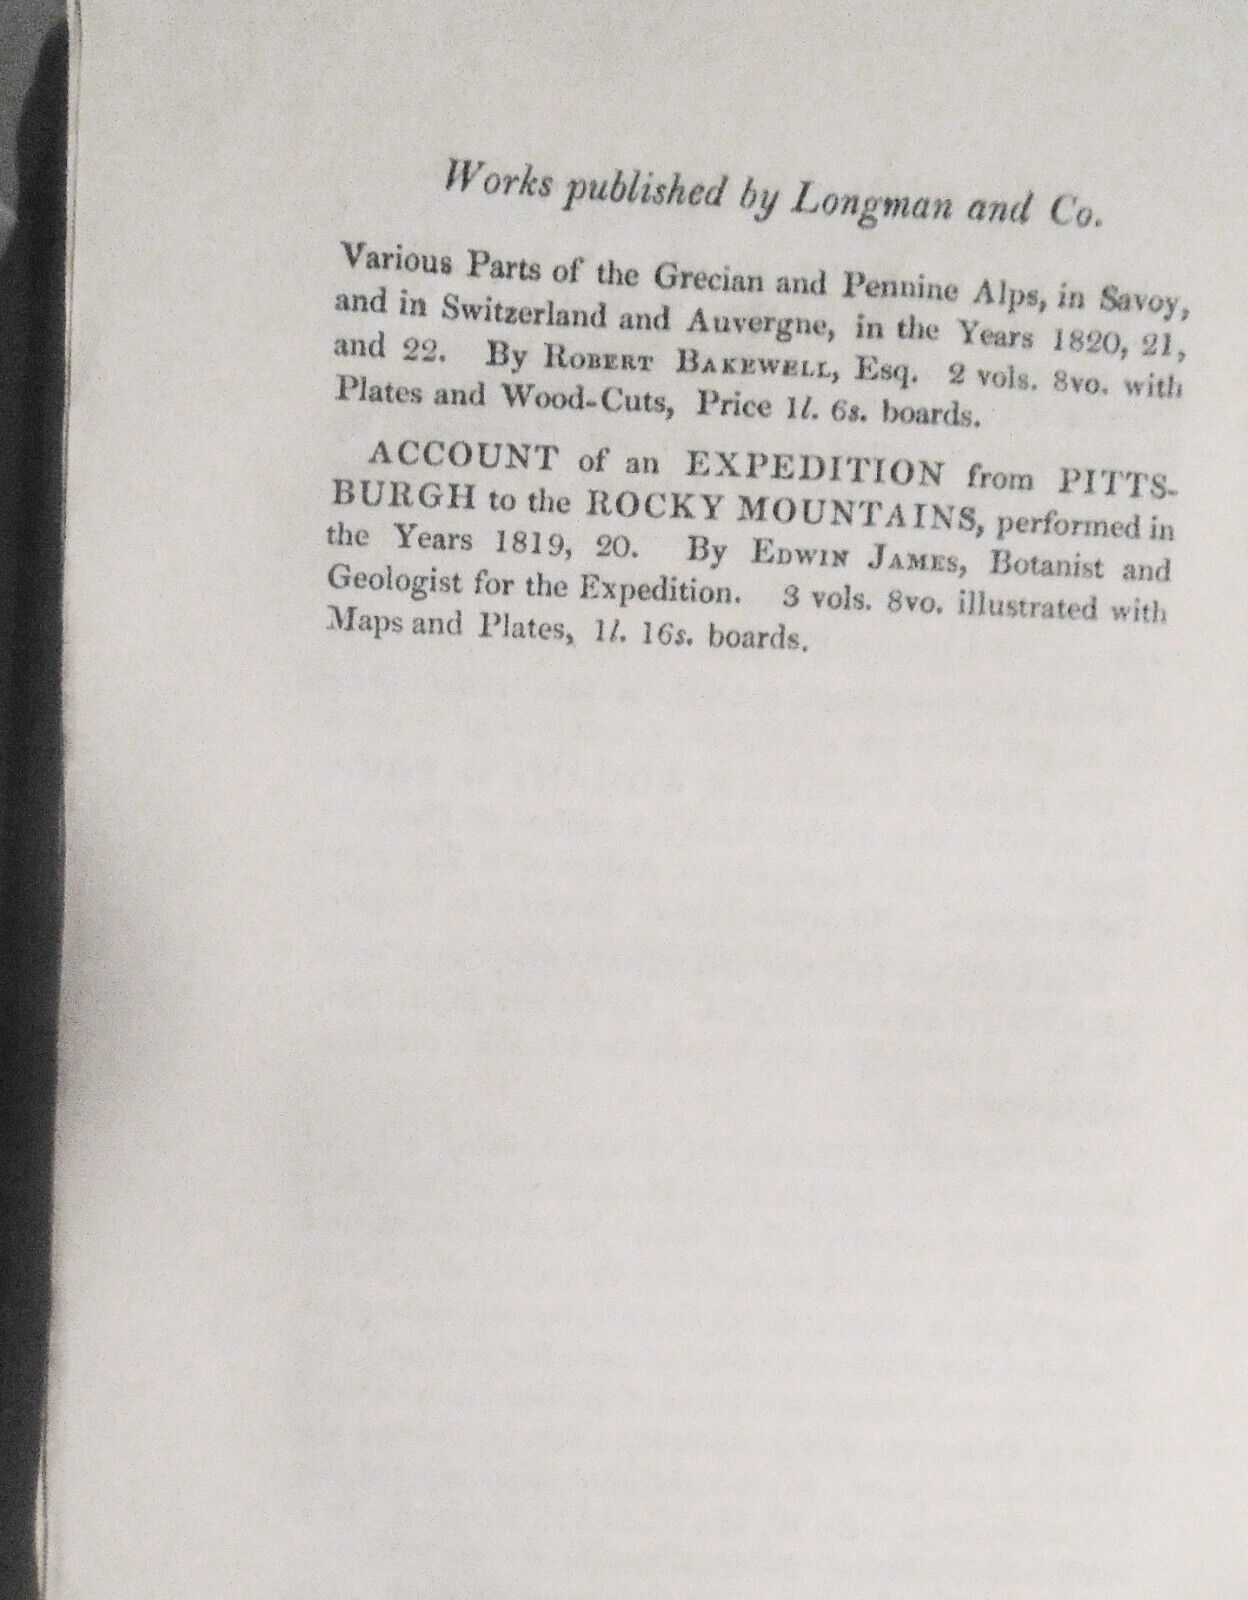 Works published by Longman and Co.
Various Parts of the Grecian and Pennine Alps, in Savoy,
and in Switzerland and Auvergne, in the Years 1820, 21,
and 22. By ROBERT BAKEWELL, Esq. 2 vols. 8vo. with
Plates and Wood-Cuts, Price 1l. 6s. boards.
ACCOUNT of an EXPEDITION from PITTS-
BURGH to the ROCKY MOUNTAINS, performed in
the Years 1819, 20. By EDWIN JAMES, Botanist and
Geologist for the Expedition. 3 vols. 8vo. illustrated with
Maps and Plates, 1l. 16s. boards.